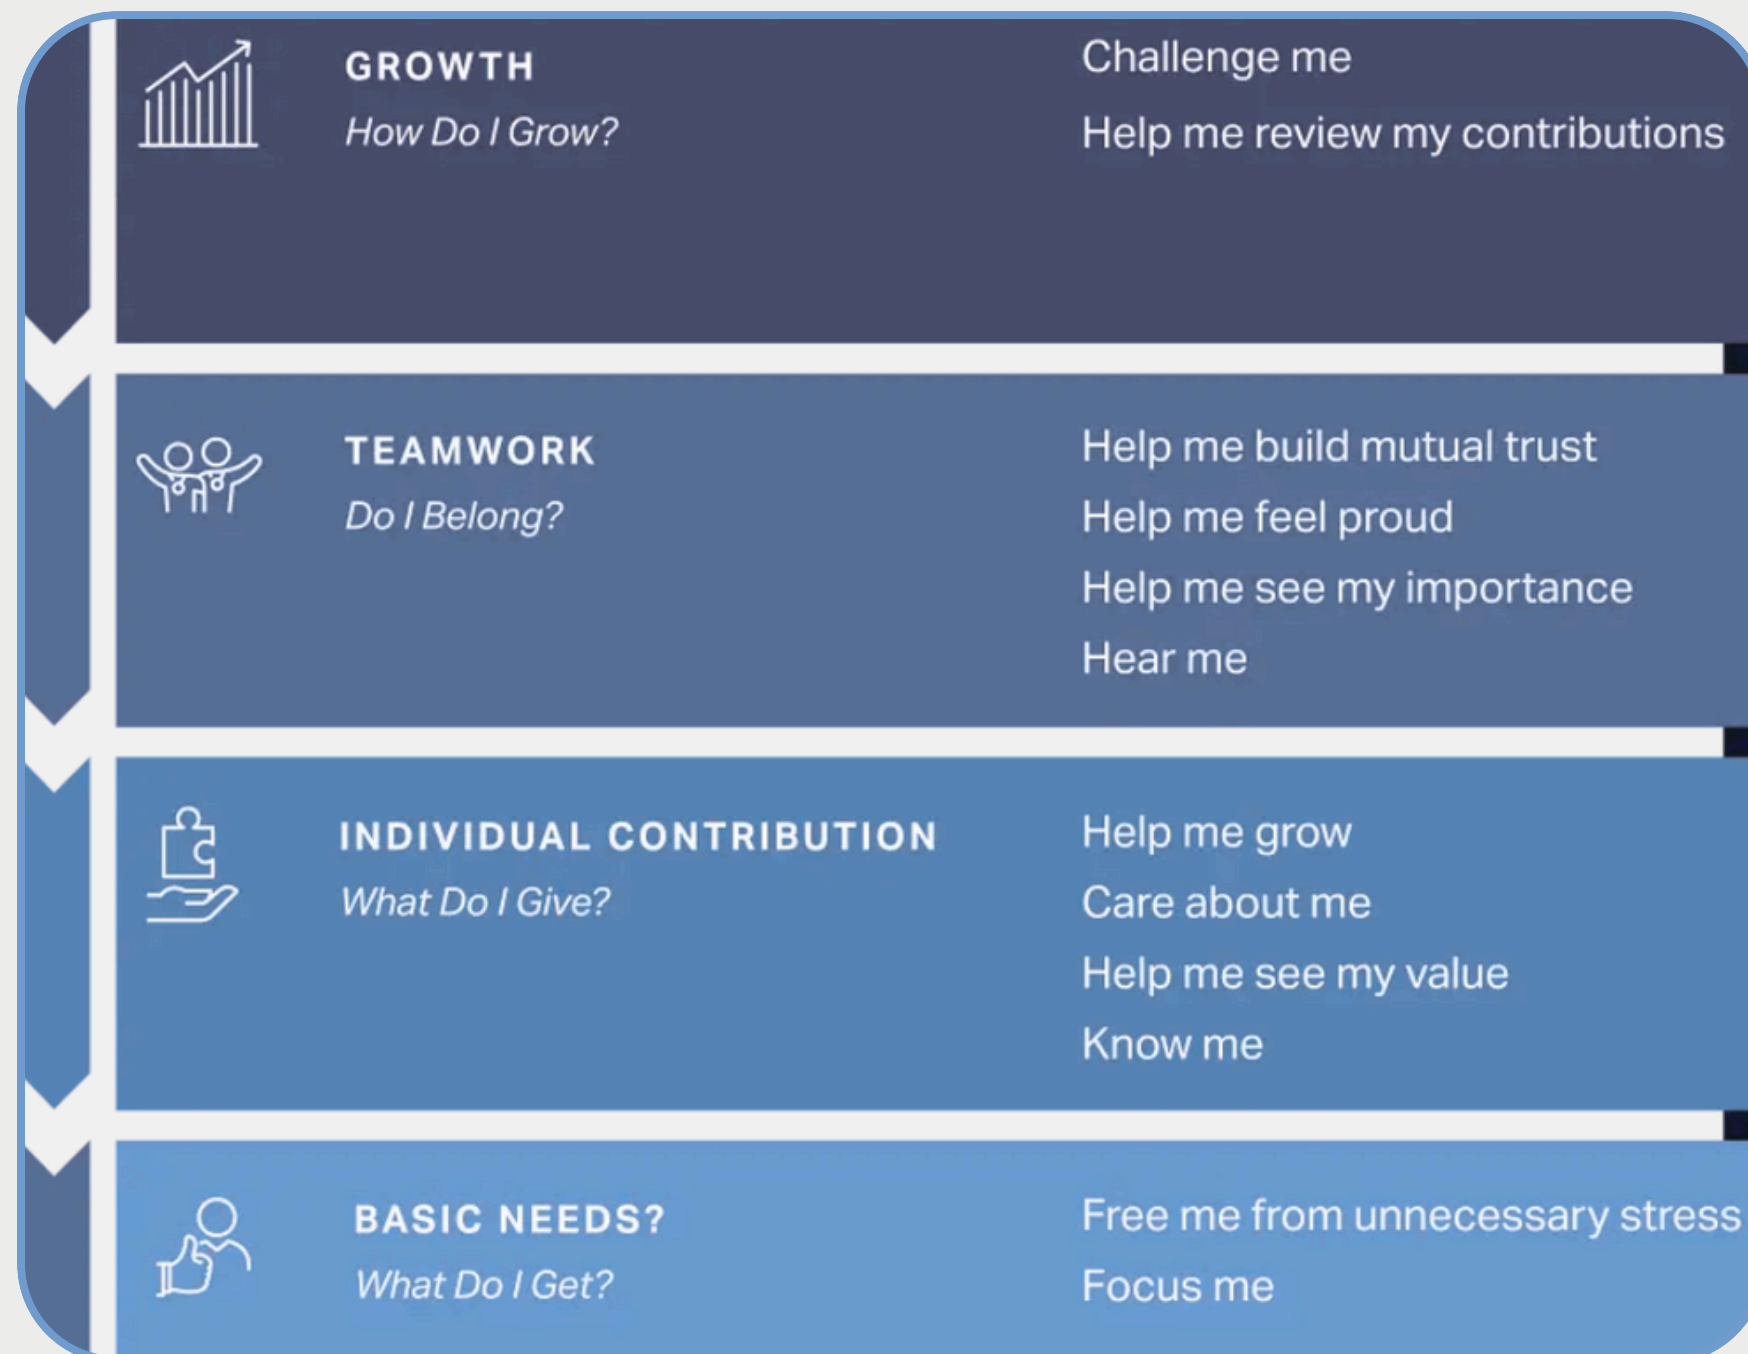 GROWTH
How Do I Grow?
Challenge me
Help me review my contributions
TEAMWORK
Do I Belong?
Help me build mutual trust
Help me feel proud
Help me see my importance
Hear me
INDIVIDUAL CONTRIBUTION
What Do I Give?
Help me grow
Care about me
Help me see my value
Know me
BASIC NEEDS?
What Do I Get?
Free me from unnecessary stress
Focus me